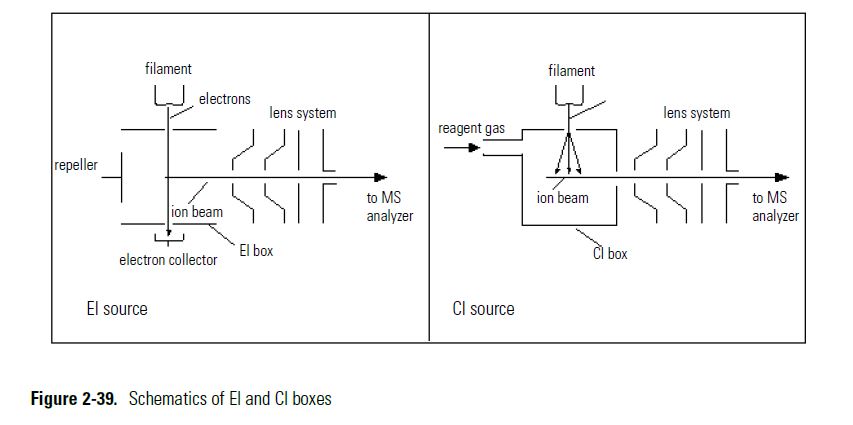 filament
electrons
lens system
repeller
ion beam
to MS
analyzer
electron collector
EI box
EI source
filament
lens system
reagent gas
ion beam
to MS
analyzer
CI box
CI source
Figure 2-39. Schematics of EI and CI boxes